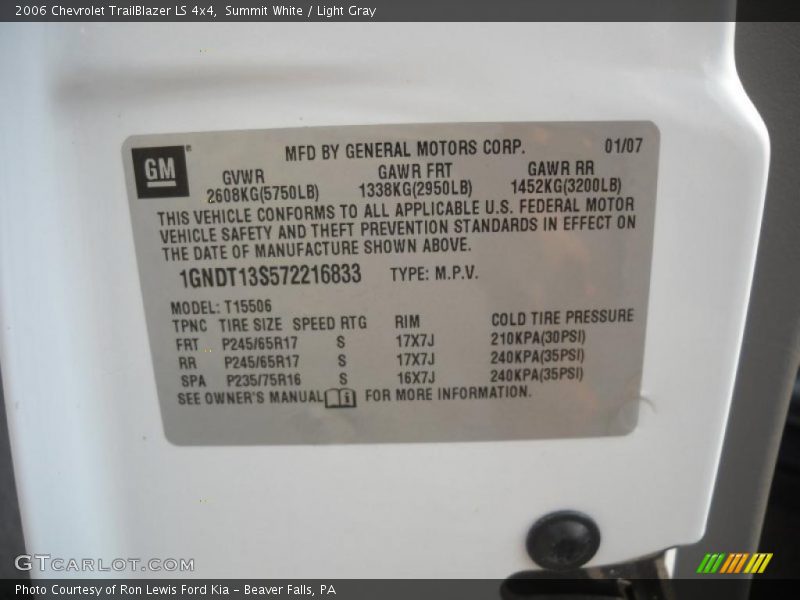 2006 Chevrolet TrailBlazer LS 4x4,  Summit White / Light Gray
GM
MFD BY GENERAL MOTORS CORP. 01/07
GVWR GAWR FRT GAWR RR
2608KG(5750LB) 1338KG(2950LB) 1452KG(3200LB)
THIS VEHICLE CONFORMS TO ALL APPLICABLE U.S. FEDERAL MOTOR
VEHICLE SAFETY AND THEFT PREVENTION STANDARDS IN EFFECT ON
THE DATE OF MANUFACTURE SHOWN ABOVE.
1GNDT13S572216833 TYPE: M.P.V.
MODEL: T15506
TPNC TIRE SIZE SPEED RTG RIM COLD TIRE PRESSURE
FRT P245/65R17 S 17X7J 210KPA(30PSI)
RR P245/65R17 S 17X7J 240KPA(35PSI)
SPA P235/75R16 S 16X7J 240KPA(35PSI)
SEE OWNER'S MANUAL FOR MORE INFORMATION.
GTCARLOT.COM
Photo Courtesy of Ron Lewis Ford Kia - Beaver Falls, PA